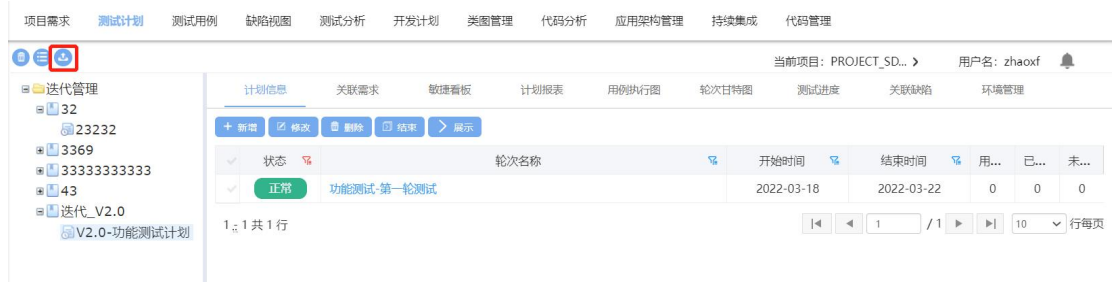 项目需求 测试计划 测试用例 缺陷视图 测试分析 开发计划 类图管理 代码分析 应用架构管理 持续集成 代码管理
当前项目：PROJECT_SD... 用户名：zhaoxf
迭代管理
32
23232
3369
33333333333
43
迭代_V2.0
V2.0-功能测试计划
计划信息 关联需求 敏捷看板 计划报表 用例执行图 轮次甘特图 测试进度 关联缺陷 环境管理
+ 新增 修改 删除 结束 展示
状态 轮次名称 开始时间 结束时间 用... 已... 未...
正常 功能测试-第一轮测试 2022-03-18 2022-03-22 0 0 0
1 - 1 共 1 行 1 / 1 10 行每页